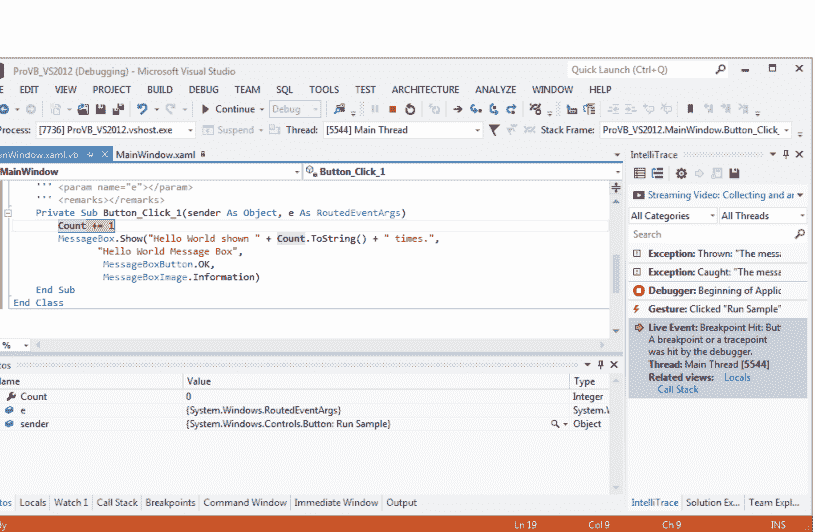 ProVB_VS2012 (Debugging) - Microsoft Visual Studio
Quick Launch (Ctrl+Q)
E EDIT VIEW PROJECT BUILD DEBUG TEAM SQL TOOLS TEST ARCHITECTURE ANALYZE WINDOW HELP
Continue Debug
Process: [7736] ProVB_VS2012.vshost.exe Suspend Thread: [5544] Main Thread Stack Frame: ProVB_VS2012.MainWindow.Button_Click_
inWindow.xaml.vb MainWindow.xaml
MainWindow Button_Click_1
''' <param name="e"></param>
''' <remarks></remarks>
Private Sub Button_Click_1(sender As Object, e As RoutedEventArgs)
Count += 1
MessageBox.Show("Hello World shown " + Count.ToString() + " times.",
"Hello World Message Box",
MessageBoxButton.OK,
MessageBoxImage.Information)
End Sub
End Class
%
tos
ame Value Type
Count 0 Integer
e {System.Windows.RoutedEventArgs} System.W
sender {System.Windows.Controls.Button: Run Sample} Object
tos Locals Watch 1 Call Stack Breakpoints Command Window Immediate Window Output
IntelliTrace
Streaming Video: Collecting and ar
All Categories All Threads
Search
Exception: Thrown: "The messa
Exception: Caught: "The messa
Debugger: Beginning of Applic
Gesture: Clicked "Run Sample"
Live Event: Breakpoint Hit: But
A breakpoint or a tracepoint
was hit by the debugger.
Thread: Main Thread [5544]
Related views: Locals
Call Stack
IntelliTrace Solution Ex... Team Expl...
dy Ln 19 Col 9 Ch 9 INS